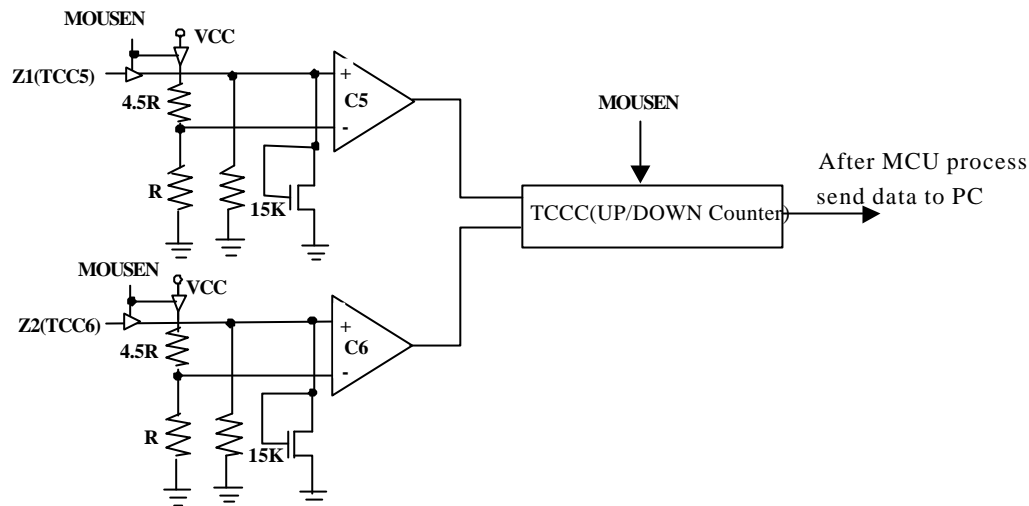 MOUSEN
VCC
Z1(TCC5)
4.5R
+
C5
-
R
15K
MOUSEN
TCCC(UP/DOWN Counter)
After MCU process
send data to PC
MOUSEN
VCC
Z2(TCC6)
4.5R
+
C6
-
R
15K